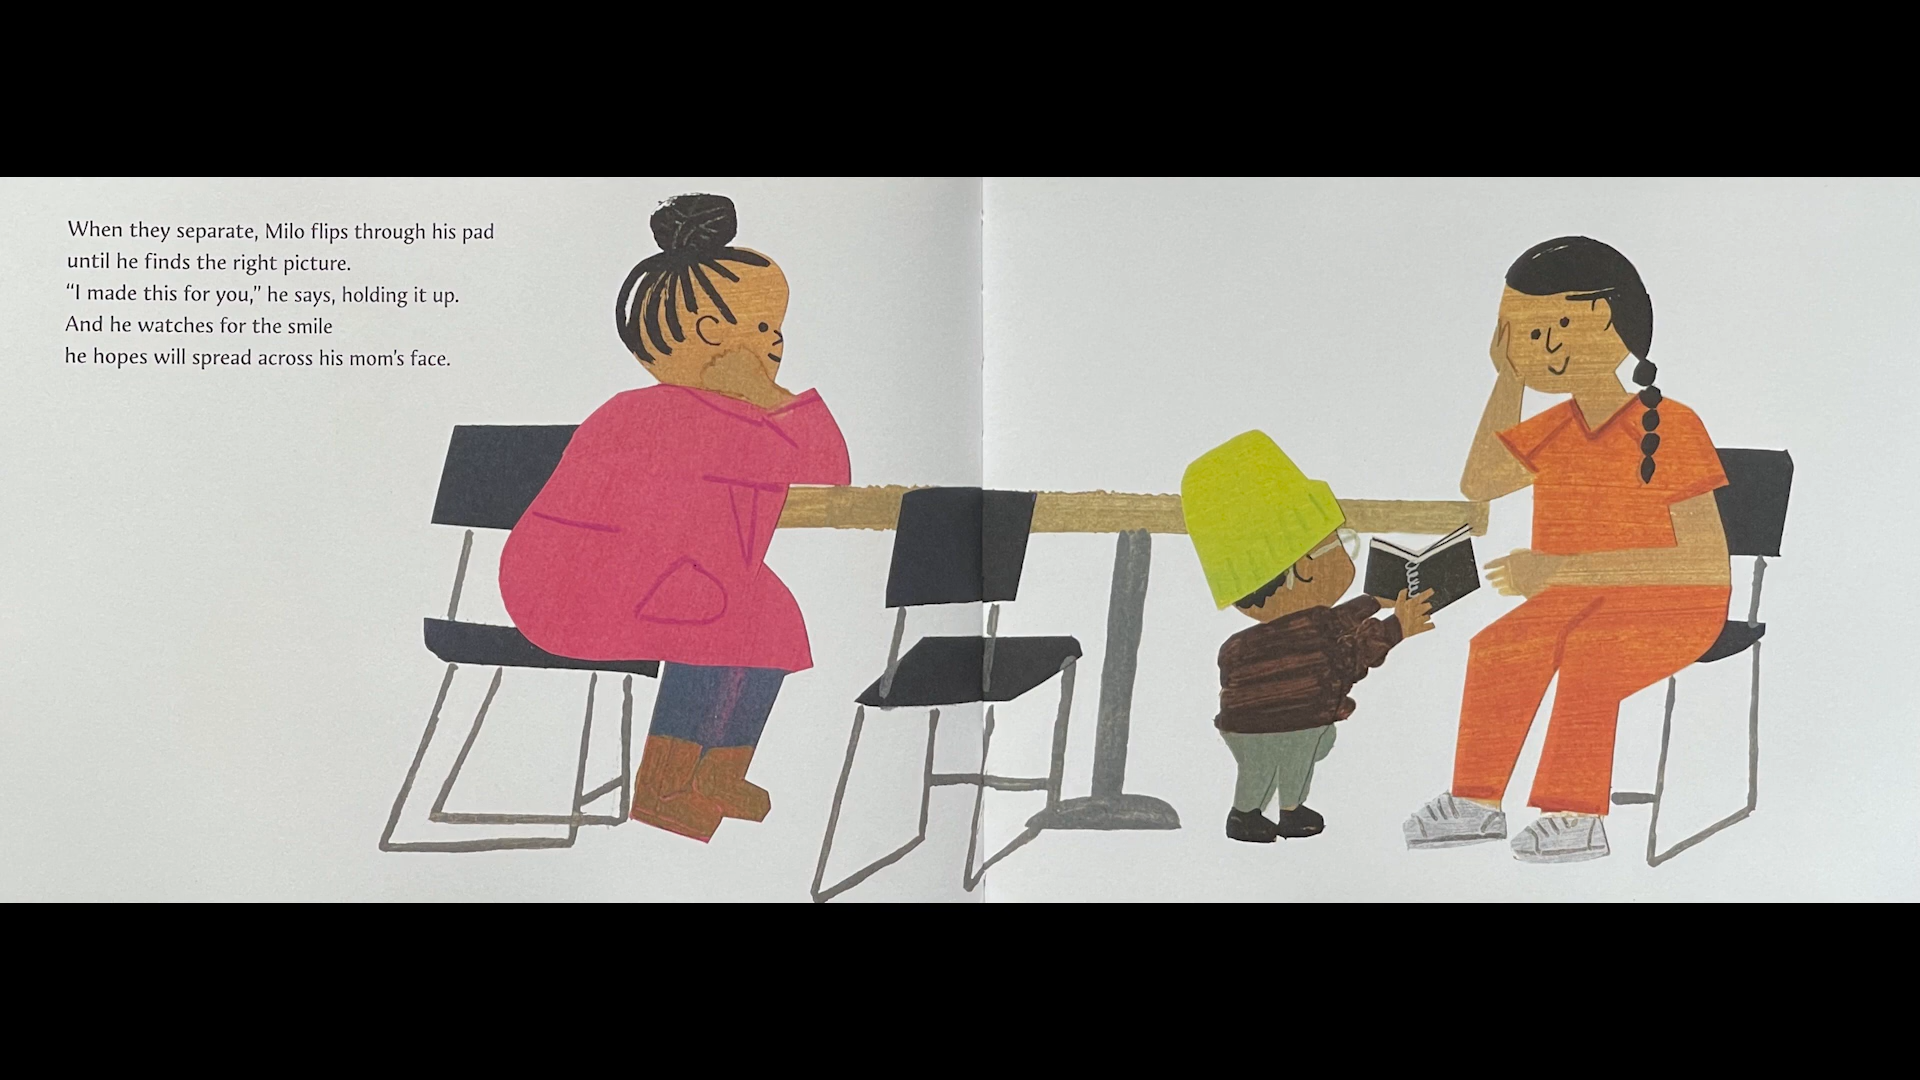 When they separate, Milo flips through his pad
until he finds the right picture.
“I made this for you,” he says, holding it up.
And he watches for the smile
he hopes will spread across his mom’s face.